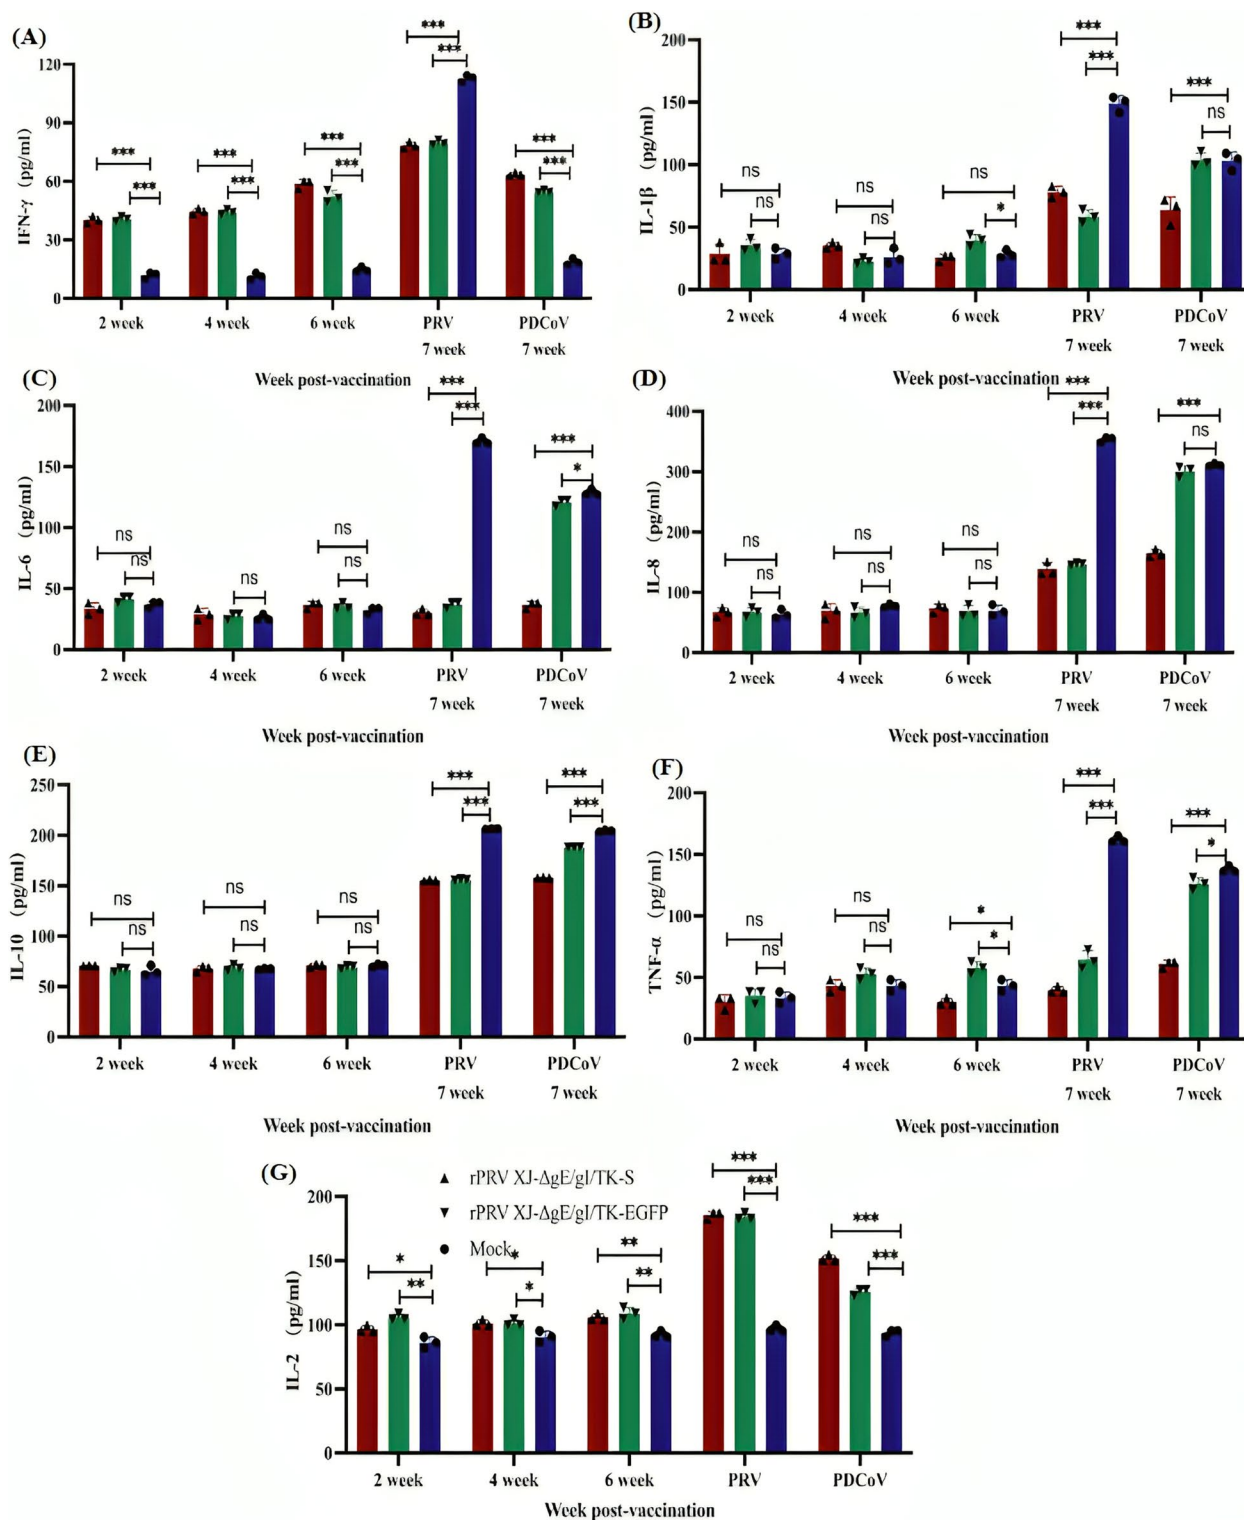 (A)
IFN-γ (pg/ml)
120
90
60
30
0
*** *** *** *** *** *** *** *** *** ***
2 week 4 week 6 week PRV PDCoV
7 week 7 week
Week post-vaccination
(B)
IL-1β (pg/ml)
200
150
100
50
0
ns ns ns ns ns * *** *** *** ns
2 week 4 week 6 week PRV PDCoV
7 week 7 week
Week post-vaccination
(C)
IL-6 (pg/ml)
200
150
100
50
0
ns ns ns ns ns *** *** *** *
2 week 4 week 6 week PRV PDCoV
7 week 7 week
Week post-vaccination
(D)
IL-8 (pg/ml)
400
300
200
100
0
ns ns ns ns ns ns *** *** *** ns
2 week 4 week 6 week PRV PDCoV
7 week 7 week
Week post-vaccination
(E)
IL-10 (pg/ml)
250
200
150
100
50
0
ns ns ns ns ns ns *** *** *** ***
2 week 4 week 6 week PRV PDCoV
7 week 7 week
Week post-vaccination
(F)
TNF-α (pg/ml)
200
150
100
50
0
ns ns ns ns * * *** *** *** *
2 week 4 week 6 week PRV PDCoV
7 week 7 week
Week post-vaccination
(G)
rPRV XJ-ΔgE/gI/TK-S
rPRV XJ-ΔgE/gI/TK-EGFP
Mock
IL-2 (pg/ml)
200
150
100
50
0
* ** * * ** ** *** *** *** ***
2 week 4 week 6 week PRV PDCoV
Week post-vaccination